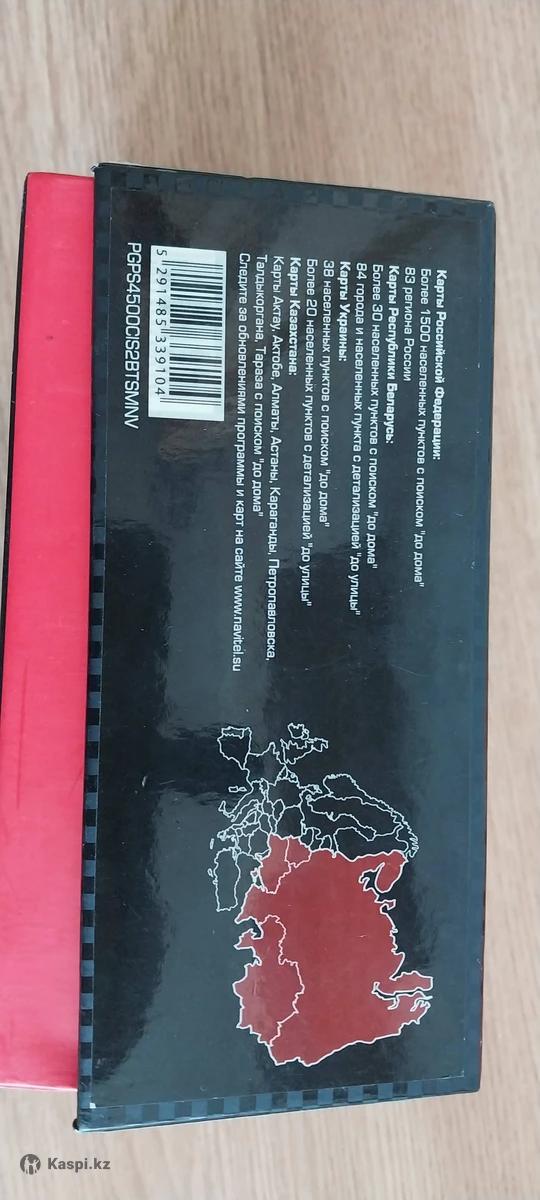 Карты Российской Федерации:
Более 1500 населенных пунктов с поиском "до дома"
83 региона России
Карты Республики Беларусь:
Более 30 населенных пунктов с поиском "до дома"
84 города и населенных пункта с детализацией "до улицы"
Карты Украины:
38 населенных пунктов с поиском "до дома"
Более 20 населенных пунктов с детализацией "до улицы"
Карты Казахстана:
Карты Актау, Актобе, Алматы, Астаны, Караганды, Петропавловска,
Талдыкоргана, Тараза с поиском "до дома"
Следите за обновлениями программы и карт на сайте www.navitel.su
5 291485 339104
PGPS4500CIS2BTSMNV
Kaspi.kz